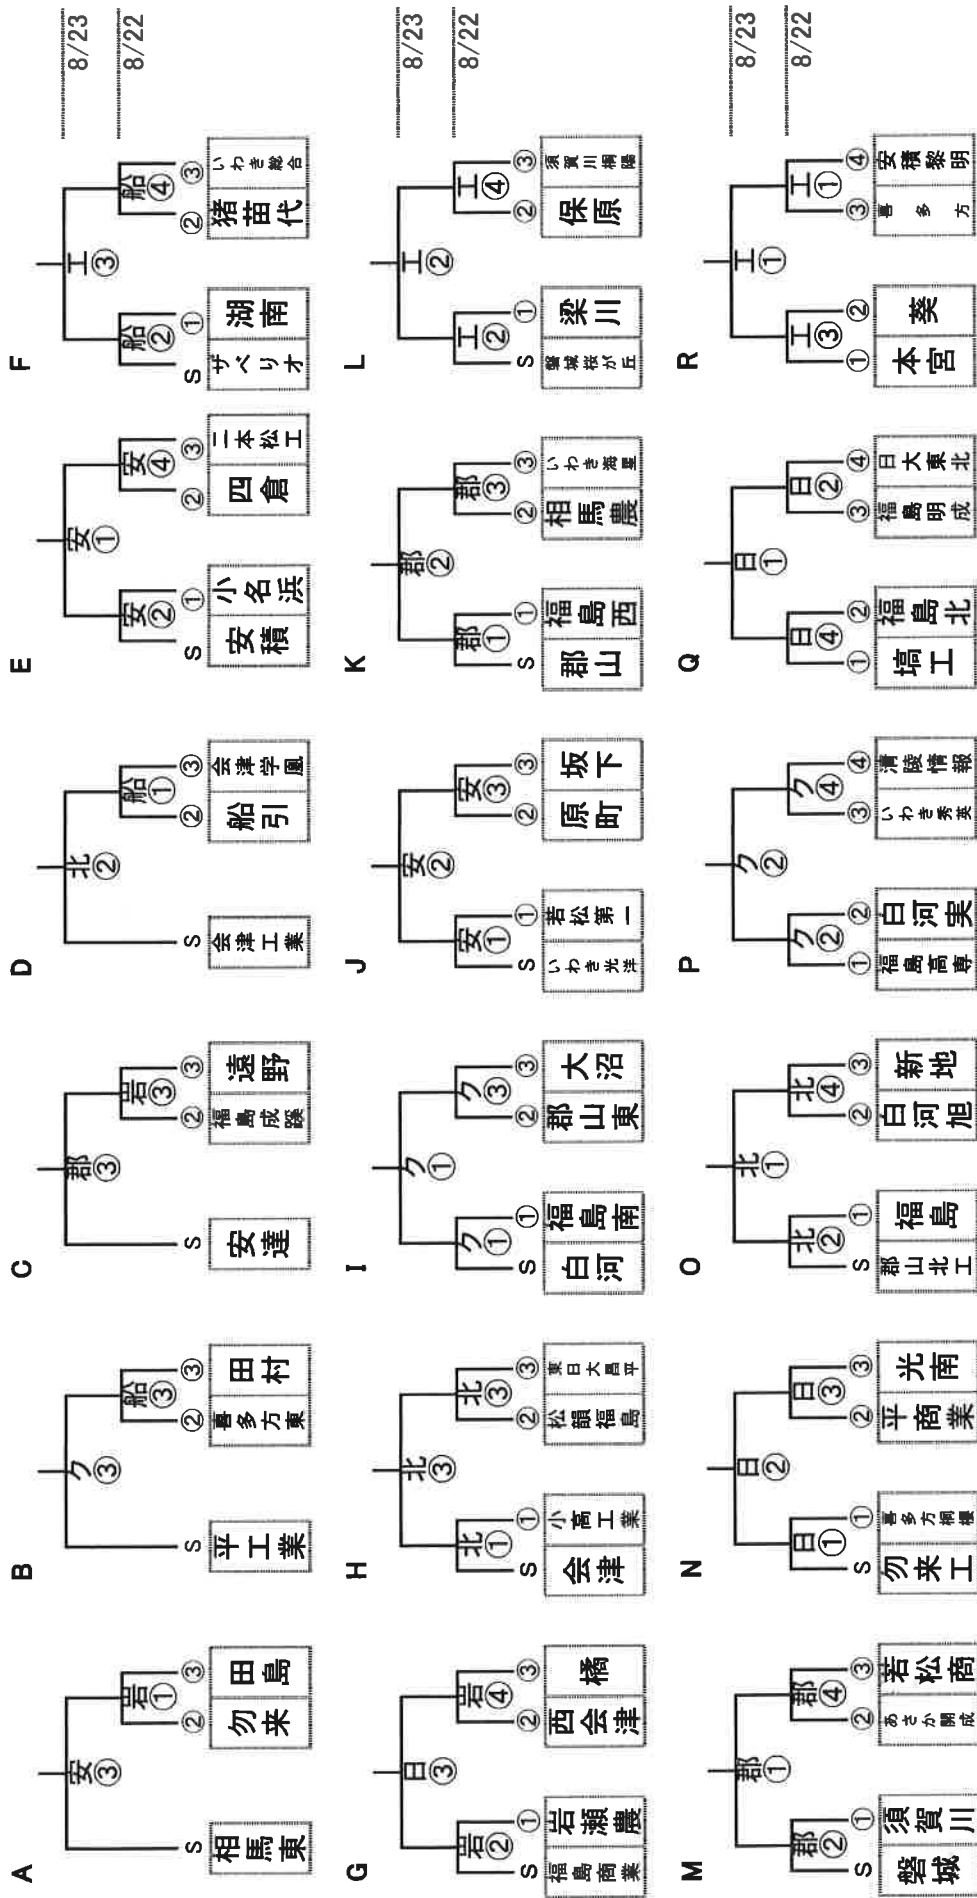 A
安③
岩①
S ② ③
相馬東 勿来 田島
B
ク③
船③
S ② ③
平工業 喜多方東 田村
C
郡③
岩③
S ② ③
安達 福島成蹊 遠野
D
北②
船①
S ② ③
会津工業 船引 会津学鳳
E
安①
安② 安④
S ① ② ③
安積 小名浜 四倉 二本松工
F
工③
船② 船④
S ① ② ③
ザベリオ 湖南 猪苗代 いわき総合
8/23
8/22
G
日③
岩② 岩④
S ① ② ③
福島商業 岩瀬農 西会津 橘
H
北③
北① 北③
S ① ② ③
会津 小高工業 松韻福島 東日大昌平
I
ク①
ク① ク③
S ① ② ③
白河 福島南 郡山東 大沼
J
安②
安① 安③
S ① ② ③
いわき光洋 若松第一 原町 坂下
K
郡②
郡① 郡③
S ① ② ③
郡山 福島西 相馬農 いわき海星
L
工②
工② 工④
S ① ② ③
磐城桜が丘 梁川 保原 須賀川桐陽
8/23
8/22
M
郡①
郡② 郡④
S ① ② ③
磐城 須賀川 あさか開成 若松商
N
日②
日① 日③
S ① ② ③
勿来工 喜多方桐櫻 平商業 光南
O
北①
北② 北④
S ① ② ③
郡山北工 福島 白河旭 新地
P
ク②
ク② ク④
① ② ③ ④
福島高専 白河実 いわき秀英 清陵情報
Q
日①
日④ 日②
① ② ③ ④
塙工 福島北 福島明成 日大東北
R
工①
工③ 工①
① ② ③ ④
本宮 葵 喜多方 安積黎明
8/23
8/22